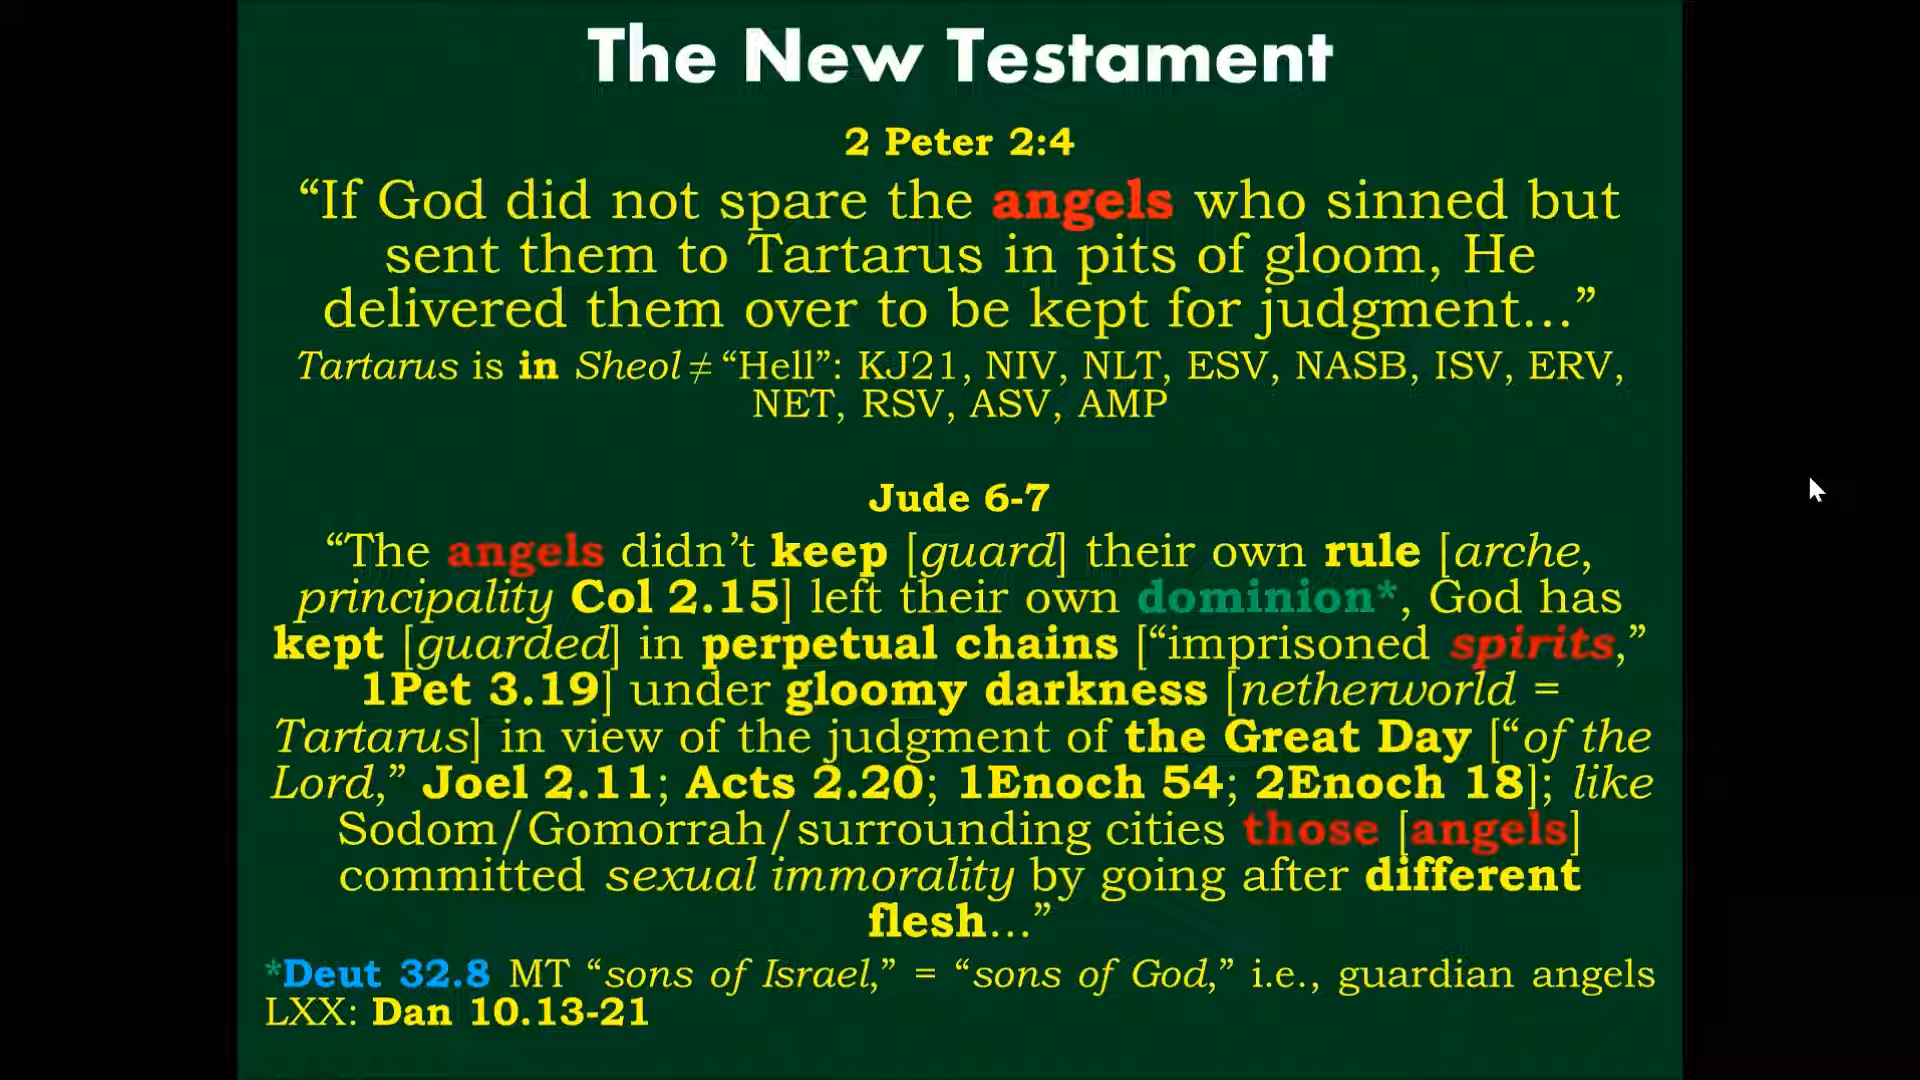 The New Testament
2 Peter 2:4
“If God did not spare the angels who sinned but
sent them to Tartarus in pits of gloom, He
delivered them over to be kept for judgment…”
Tartarus is in Sheol ≠ “Hell”: KJ21, NIV, NLT, ESV, NASB, ISV, ERV,
NET, RSV, ASV, AMP
Jude 6-7
“The angels didn’t keep [guard] their own rule [arche,
principality Col 2.15] left their own dominion*, God has
kept [guarded] in perpetual chains [“imprisoned spirits,”
1Pet 3.19] under gloomy darkness [netherworld =
Tartarus] in view of the judgment of the Great Day [“of the
Lord,” Joel 2.11; Acts 2.20; 1Enoch 54; 2Enoch 18]; like
Sodom/Gomorrah/surrounding cities those [angels]
committed sexual immorality by going after different
flesh…”
*Deut 32.8 MT “sons of Israel,” = “sons of God,” i.e., guardian angels
LXX: Dan 10.13-21